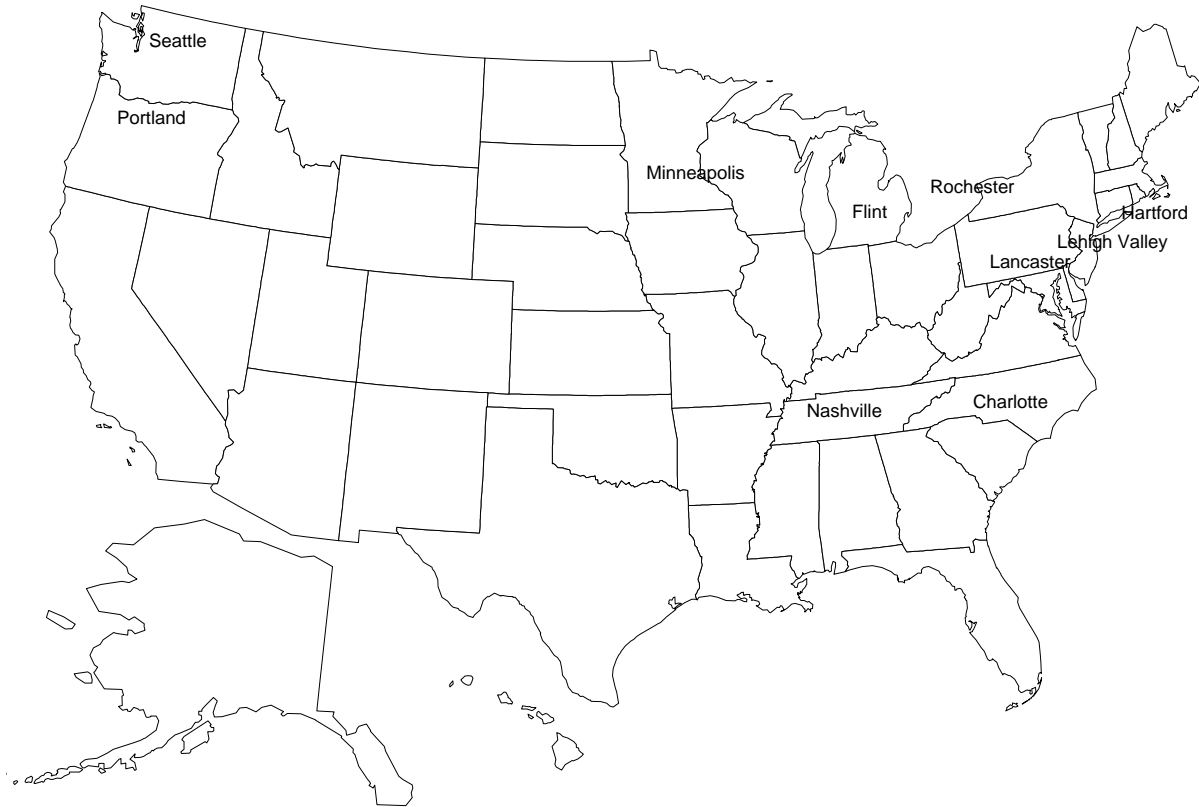 Seattle
Portland
Minneapolis
Rochester
Flint
Hartford
Lehigh Valley
Lancaster
Nashville
Charlotte